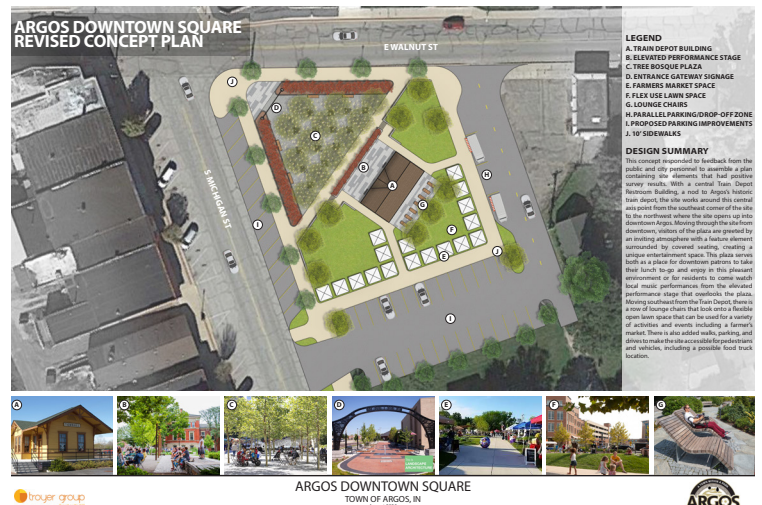 ARGOS DOWNTOWN SQUARE
REVISED CONCEPT PLAN
E WALNUT ST
S MICHIGAN ST
J
D
C
B
A
H
G
I
F
E
J
I
LEGEND
A. TRAIN DEPOT BUILDING
B. ELEVATED PERFORMANCE STAGE
C. TREE BOSQUE PLAZA
D. ENTRANCE GATEWAY SIGNAGE
E. FARMERS MARKET SPACE
F. FLEX USE LAWN SPACE
G. LOUNGE CHAIRS
H. PARALLEL PARKING/DROP-OFF ZONE
I. PROPOSED PARKING IMPROVEMENTS
J. 10' SIDEWALKS
DESIGN SUMMARY
This concept responded to feedback from the
public and city personnel to assemble a plan
containing site elements that had positive
survey results. With a central Train Depot
Restroom Building, a nod to Argos's historic
train depot, the site works around this central
axis point from the southeast corner of the site
to the northwest where the site opens up into
downtown Argos. Moving through the site from
downtown, visitors of the plaza are greeted by
an inviting atmosphere with a feature element
surrounded by covered seating, creating a
unique entertainment space. This plaza serves
both as a place for downtown patrons to take
their lunch to-go and enjoy in this pleasant
environment or for residents to come watch
local music performances from the elevated
performance stage that overlooks the plaza.
Moving southeast from the Train Depot, there is
a row of lounge chairs that look onto a flexible
open lawn space that can be used for a variety
of activities and events including a farmer's
market. There is also added walks, parking, and
drives to make the site accessible for pedestrians
and vehicles, including a possible food truck
location.
A
B
C
D
E
F
G
LANDSCAPE
ARCHITECTURE
troyer group
ARGOS DOWNTOWN SQUARE
TOWN OF ARGOS, IN
ARGOS